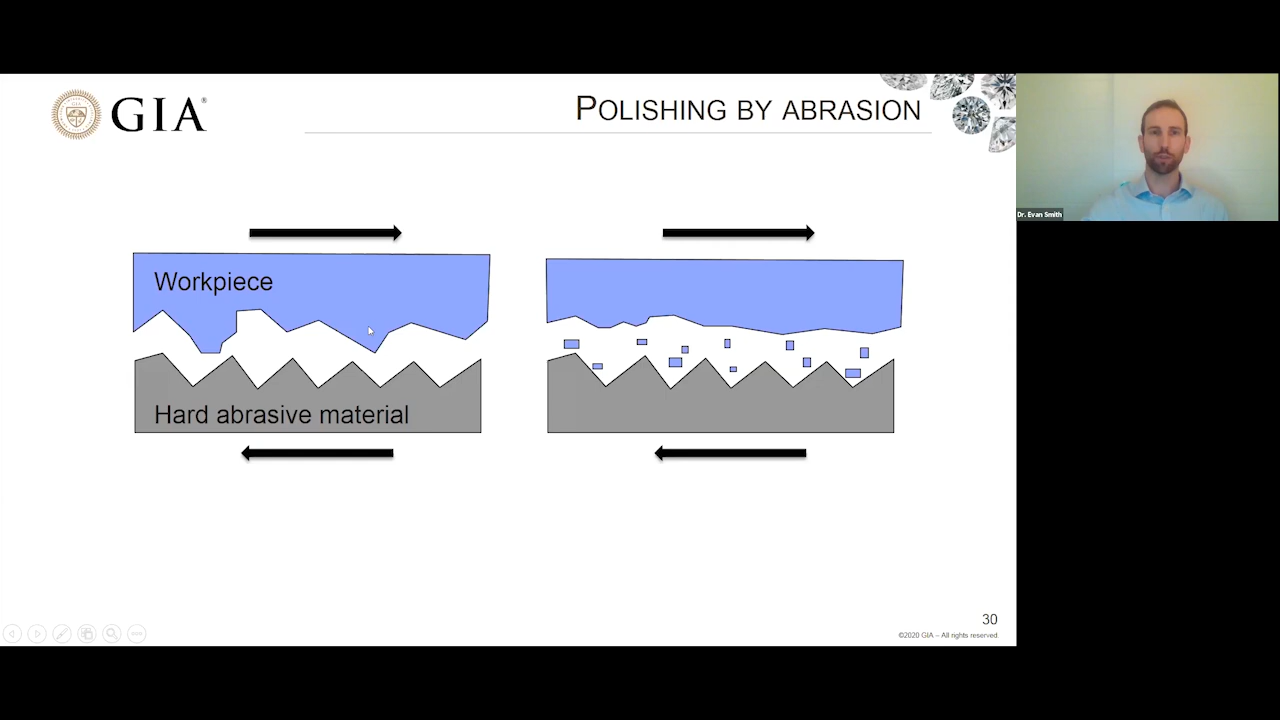 GIA®
POLISHING BY ABRASION
Dr. Evan Smith
Workpiece
Hard abrasive material
30
©2020 GIA – All rights reserved.